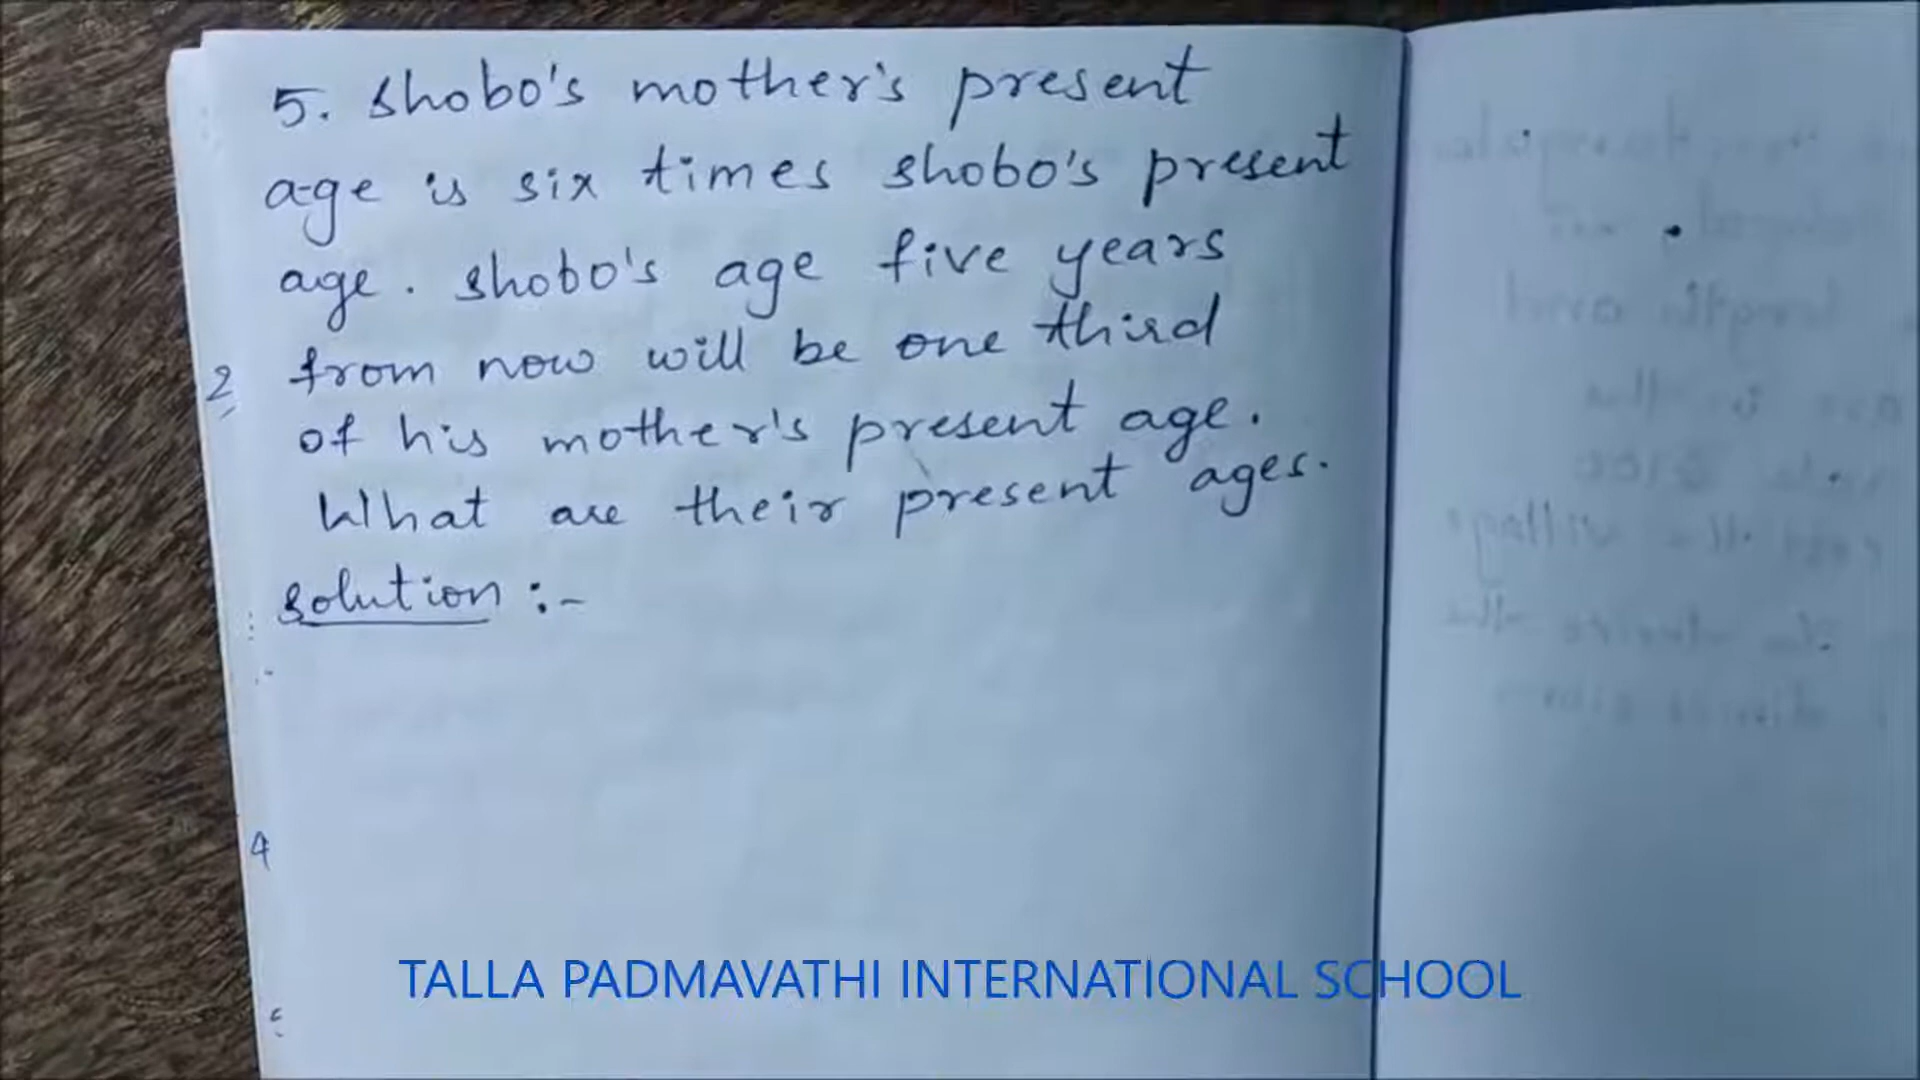 5. Shobo's mother's present
age is six times shobo's present
age. shobo's age five years
from now will be one third
of his mother's present age.
What are their present ages.
solution :-
2
4
TALLA PADMAVATHI INTERNATIONAL SCHOOL